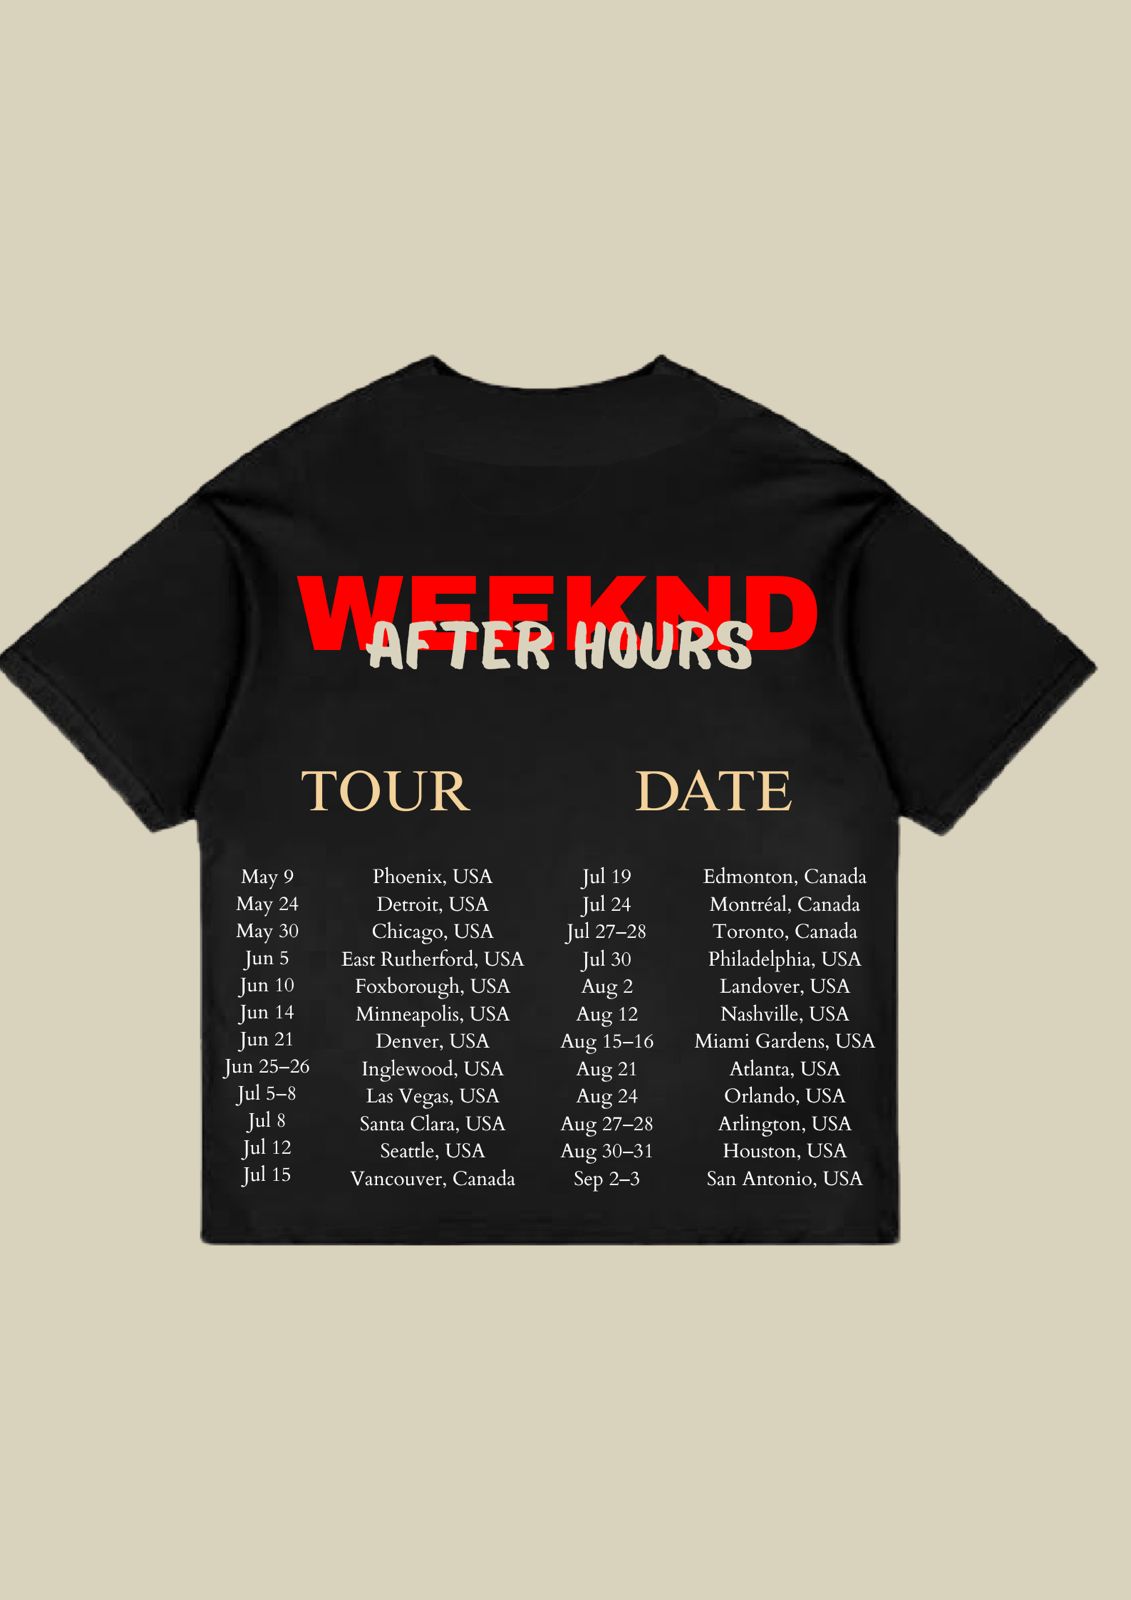 WEEKND
AFTER HOURS
TOUR DATE
May 9 Phoenix, USA Jul 19 Edmonton, Canada
May 24 Detroit, USA Jul 24 Montréal, Canada
May 30 Chicago, USA Jul 27–28 Toronto, Canada
Jun 5 East Rutherford, USA Jul 30 Philadelphia, USA
Jun 10 Foxborough, USA Aug 2 Landover, USA
Jun 14 Minneapolis, USA Aug 12 Nashville, USA
Jun 21 Denver, USA Aug 15–16 Miami Gardens, USA
Jun 25–26 Inglewood, USA Aug 21 Atlanta, USA
Jul 5–8 Las Vegas, USA Aug 24 Orlando, USA
Jul 8 Santa Clara, USA Aug 27–28 Arlington, USA
Jul 12 Seattle, USA Aug 30–31 Houston, USA
Jul 15 Vancouver, Canada Sep 2–3 San Antonio, USA